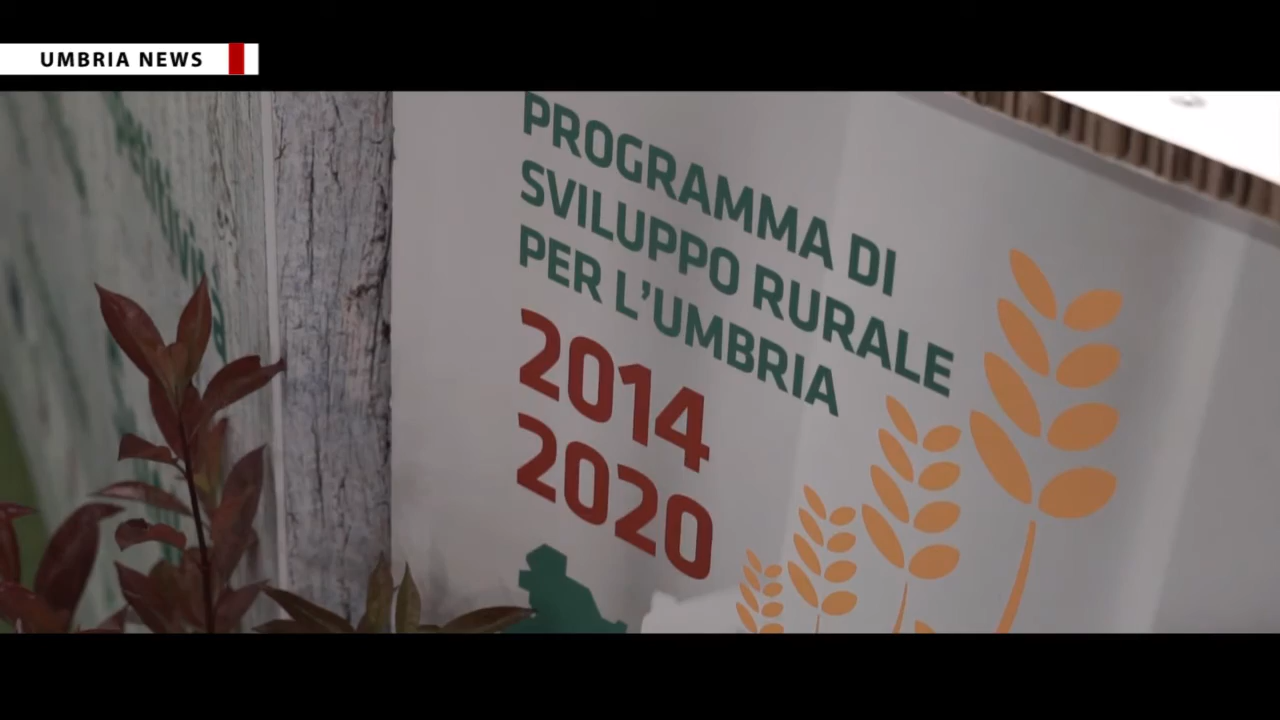 UMBRIA NEWS
PROGRAMMA DI
SVILUPPO RURALE
PER L'UMBRIA
2014
2020